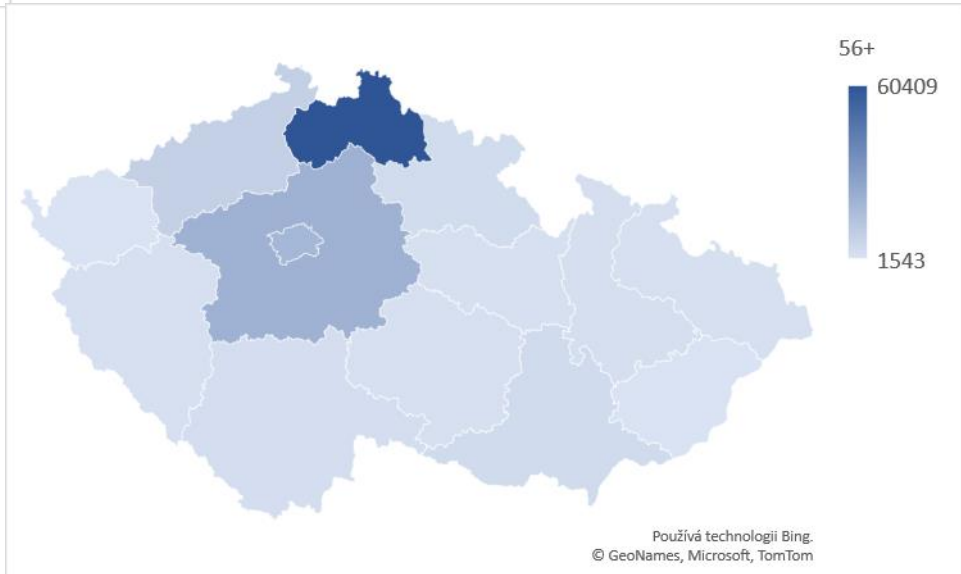 56+
60409
1543
Používá technologii Bing.
© GeoNames, Microsoft, TomTom